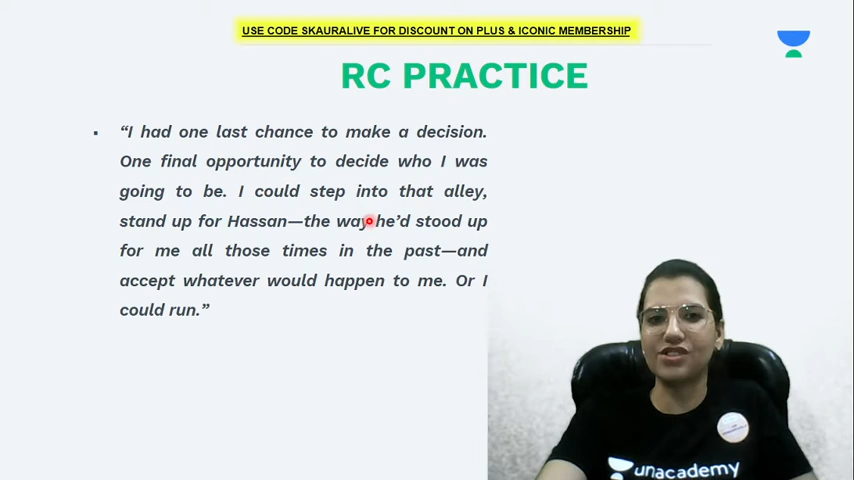 USE CODE SKAURALIVE FOR DISCOUNT ON PLUS & ICONIC MEMBERSHIP
RC PRACTICE
▪ “I had one last chance to make a decision.
One final opportunity to decide who I was
going to be. I could step into that alley,
stand up for Hassan—the way he’d stood up
for me all those times in the past—and
accept whatever would happen to me. Or I
could run.”
unacademy